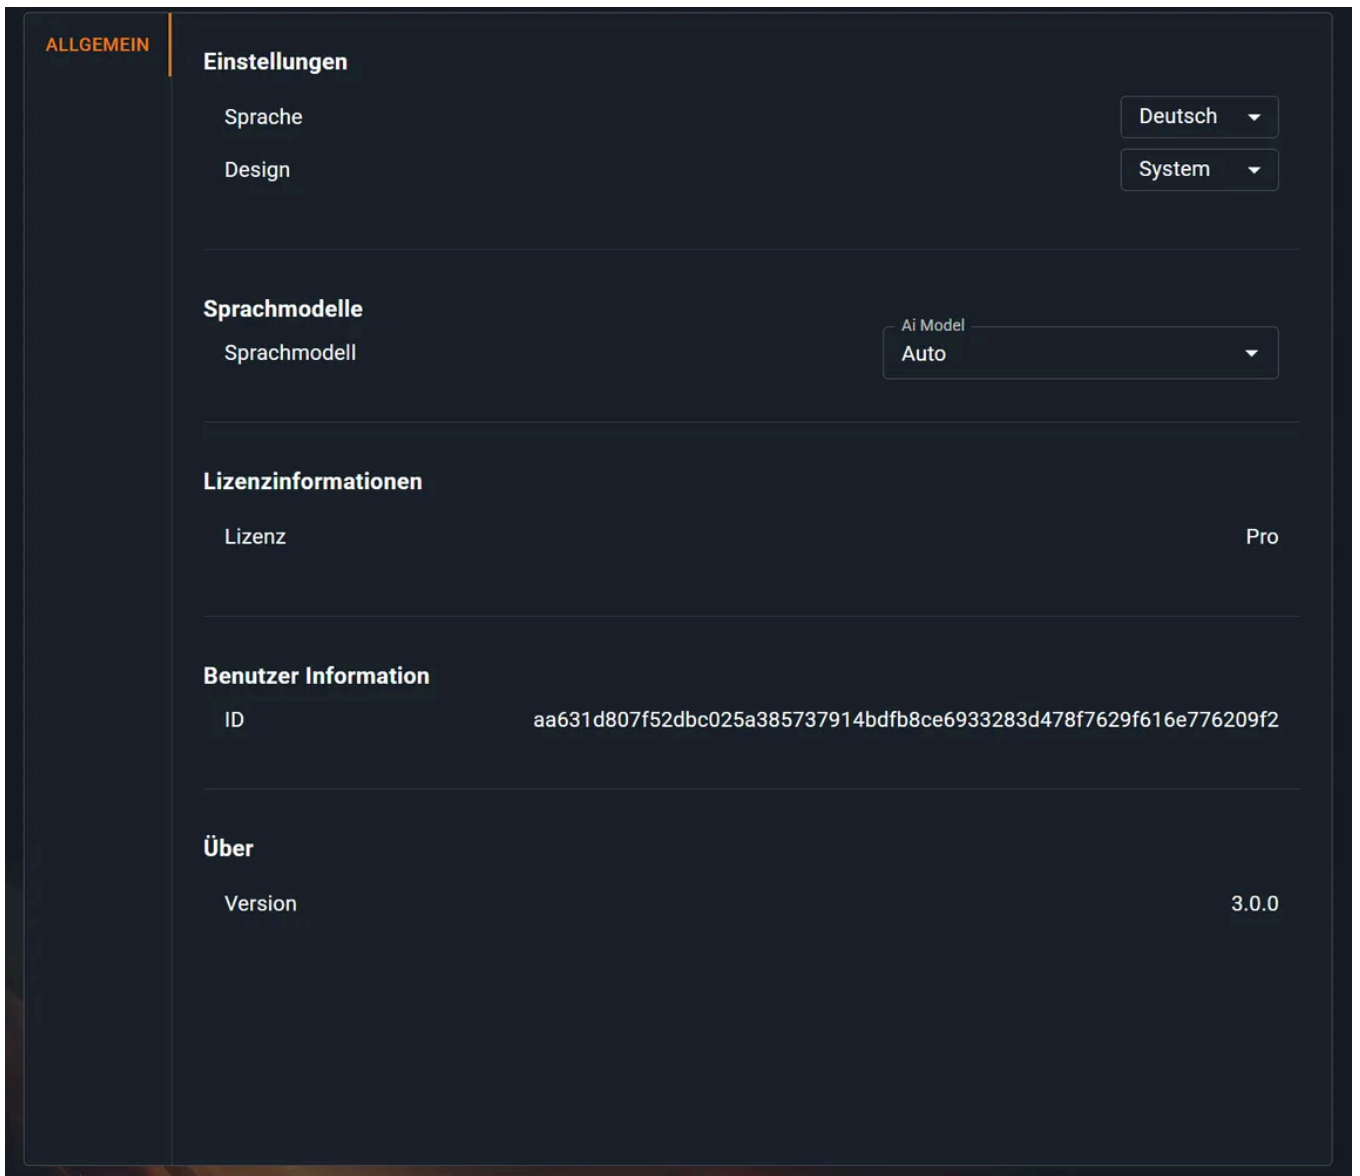 ALLGEMEIN
Einstellungen
Sprache
Deutsch
Design
System
Sprachmodelle
Ai Model
Sprachmodell
Auto
Lizenzinformationen
Lizenz
Pro
Benutzer Information
ID
aa631d807f52dbc025a385737914bdfb8ce6933283d478f7629f616e776209f2
Über
Version
3.0.0